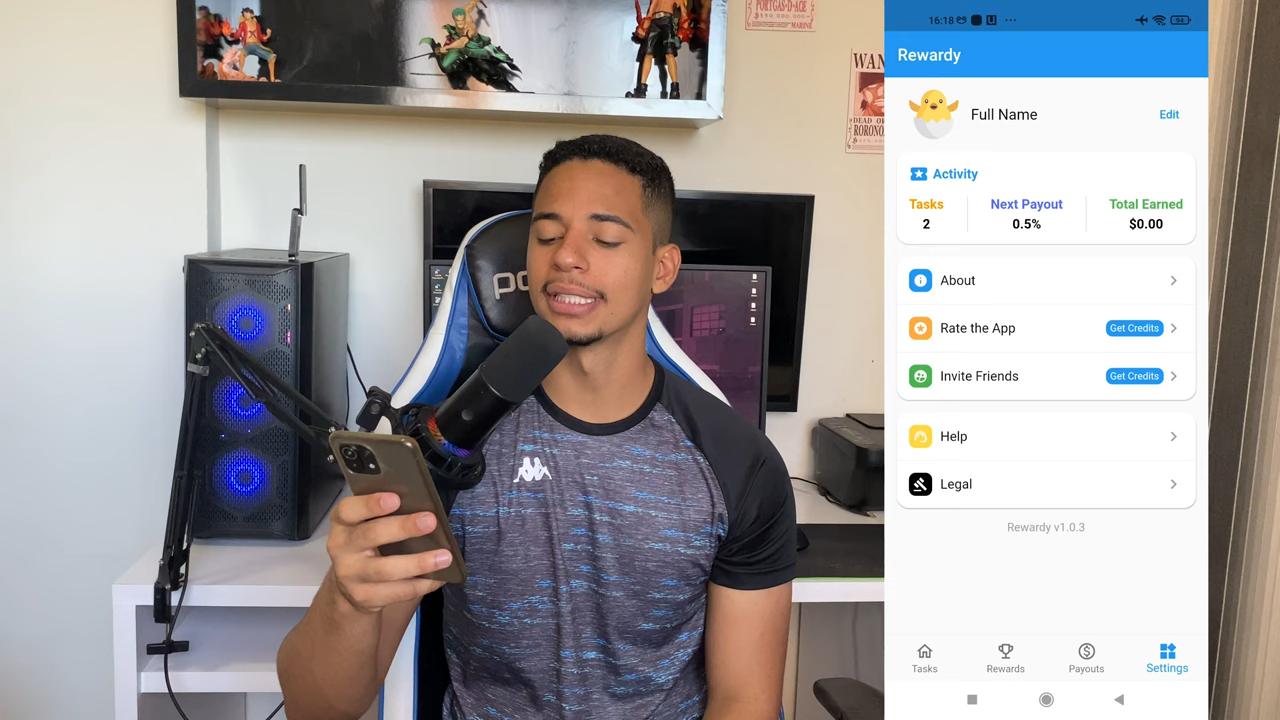 PORTGAS·D·ACE
MARINE
WAN
DEAD OR
RORONO
16:18
94
Rewardy
Full Name
Edit
Activity
Tasks
Next Payout
Total Earned
2
0.5%
$0.00
About
Rate the App
Get Credits
Invite Friends
Get Credits
Help
Legal
Rewardy v1.0.3
Tasks
Rewards
Payouts
Settings